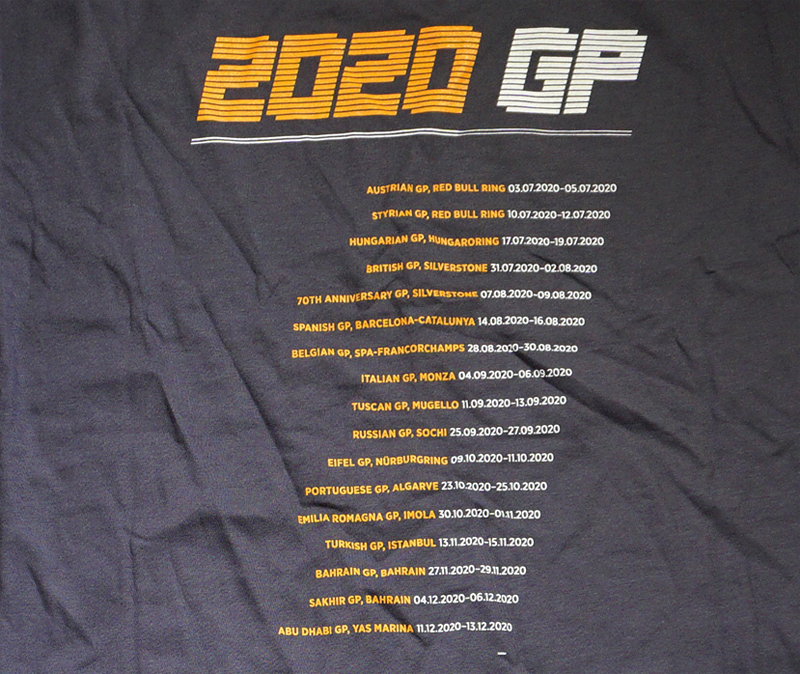 2020 GP
AUSTRIAN GP, RED BULL RING 03.07.2020-05.07.2020
STYRIAN GP, RED BULL RING 10.07.2020-12.07.2020
HUNGARIAN GP, HUNGARORING 17.07.2020-19.07.2020
BRITISH GP, SILVERSTONE 31.07.2020-02.08.2020
70TH ANNIVERSARY GP, SILVERSTONE 07.08.2020-09.08.2020
SPANISH GP, BARCELONA-CATALUNYA 14.08.2020-16.08.2020
BELGIAN GP, SPA-FRANCORCHAMPS 28.08.2020-30.08.2020
ITALIAN GP, MONZA 04.09.2020-06.09.2020
TUSCAN GP, MUGELLO 11.09.2020-13.09.2020
RUSSIAN GP, SOCHI 25.09.2020-27.09.2020
EIFEL GP, NÜRBURGRING 09.10.2020-11.10.2020
PORTUGUESE GP, ALGARVE 23.10.2020-25.10.2020
EMILIA ROMAGNA GP, IMOLA 30.10.2020-01.11.2020
TURKISH GP, ISTANBUL 13.11.2020-15.11.2020
BAHRAIN GP, BAHRAIN 27.11.2020-29.11.2020
SAKHIR GP, BAHRAIN 04.12.2020-06.12.2020
ABU DHABI GP, YAS MARINA 11.12.2020-13.12.2020